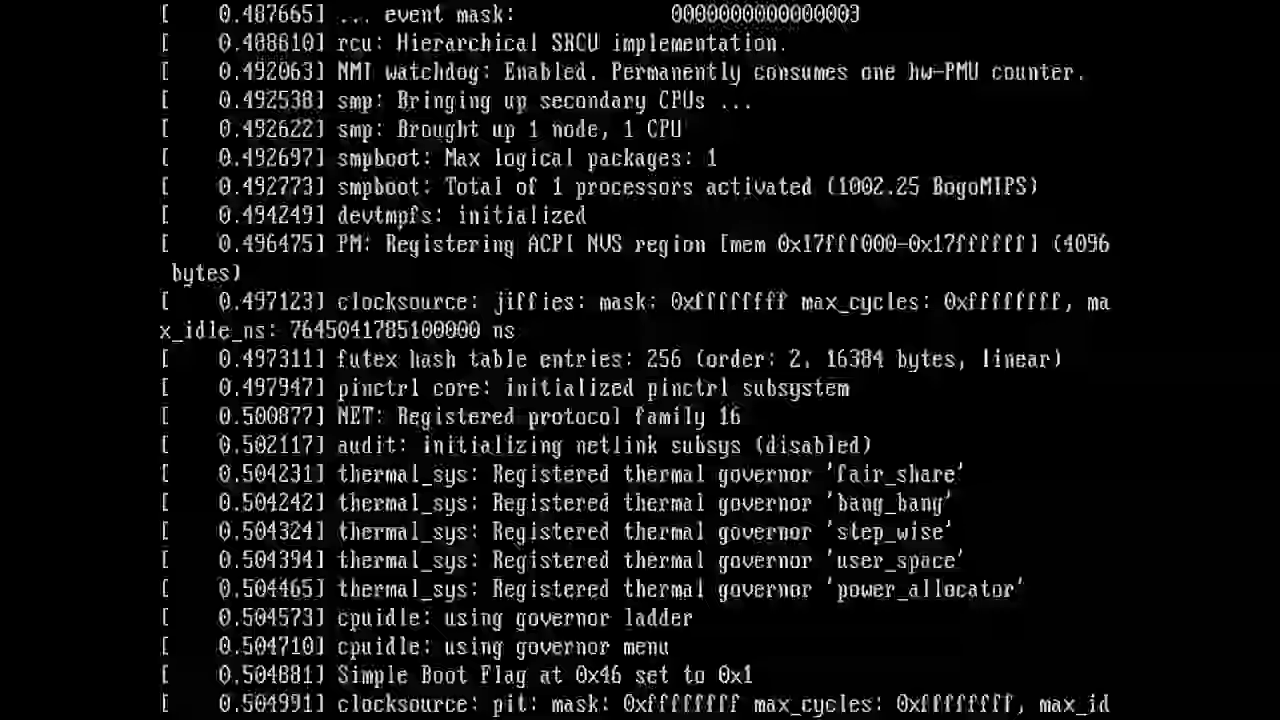 [    0.487665] ... event mask:             0000000000000003
[    0.488810] rcu: Hierarchical SRCU implementation.
[    0.492063] NMI watchdog: Enabled. Permanently consumes one hw-PMU counter.
[    0.492538] smp: Bringing up secondary CPUs ...
[    0.492622] smp: Brought up 1 node, 1 CPU
[    0.492697] smpboot: Max logical packages: 1
[    0.492773] smpboot: Total of 1 processors activated (1002.25 BogoMIPS)
[    0.494249] devtmpfs: initialized
[    0.496475] PM: Registering ACPI NVS region [mem 0x17fff000-0x17ffffff] (4096
 bytes)
[    0.497123] clocksource: jiffies: mask: 0xffffffff max_cycles: 0xffffffff, ma
x_idle_ns: 7645041785100000 ns
[    0.497311] futex hash table entries: 256 (order: 2, 16384 bytes, linear)
[    0.497947] pinctrl core: initialized pinctrl subsystem
[    0.500877] NET: Registered protocol family 16
[    0.502117] audit: initializing netlink subsys (disabled)
[    0.504231] thermal_sys: Registered thermal governor 'fair_share'
[    0.504242] thermal_sys: Registered thermal governor 'bang_bang'
[    0.504324] thermal_sys: Registered thermal governor 'step_wise'
[    0.504394] thermal_sys: Registered thermal governor 'user_space'
[    0.504465] thermal_sys: Registered thermal governor 'power_allocator'
[    0.504573] cpuidle: using governor ladder
[    0.504710] cpuidle: using governor menu
[    0.504881] Simple Boot Flag at 0x46 set to 0x1
[    0.504991] clocksource: pit: mask: 0xffffffff max_cycles: 0xffffffff, max_id